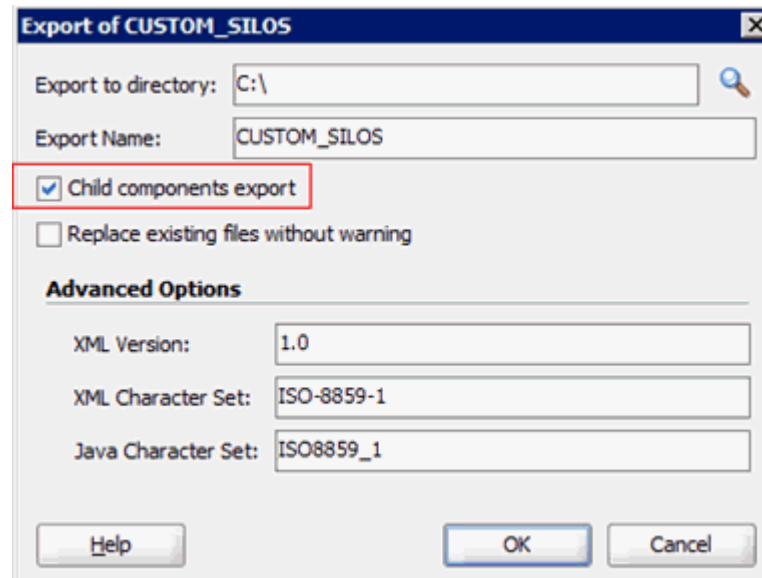 Export of CUSTOM_SILOS
Export to directory: C:\
Export Name: CUSTOM_SILOS
Child components export
Replace existing files without warning
Advanced Options
XML Version: 1.0
XML Character Set: ISO-8859-1
Java Character Set: ISO8859_1
Help OK Cancel